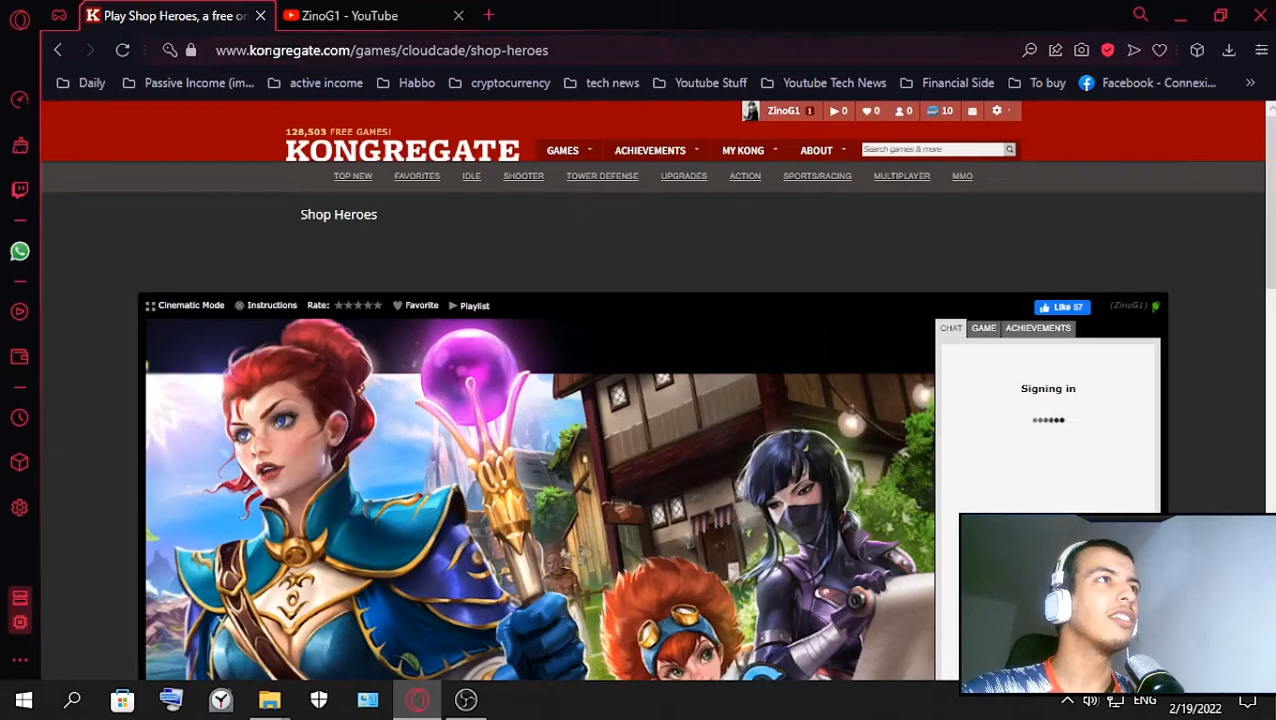 Play Shop Heroes, a free on
ZinoG1 - YouTube
www.kongregate.com/games/cloudcade/shop-heroes
Daily
Passive Income (im...
active income
Habbo
cryptocurrency
tech news
Youtube Stuff
Youtube Tech News
Financial Side
To buy
Facebook - Connexi...
128,503 FREE GAMES!
KONGREGATE
ZinoG1 1
0
0
0
10
GAMES
ACHIEVEMENTS
MY KONG
ABOUT
Search games & more
TOP NEW
FAVORITES
IDLE
SHOOTER
TOWER DEFENSE
UPGRADES
ACTION
SPORTS/RACING
MULTIPLAYER
MMO
Shop Heroes
Cinematic Mode
Instructions
Rate:
Favorite
Playlist
Like 57
(ZinoG1)
CHAT
GAME
ACHIEVEMENTS
Signing in
ENG
2/19/2022